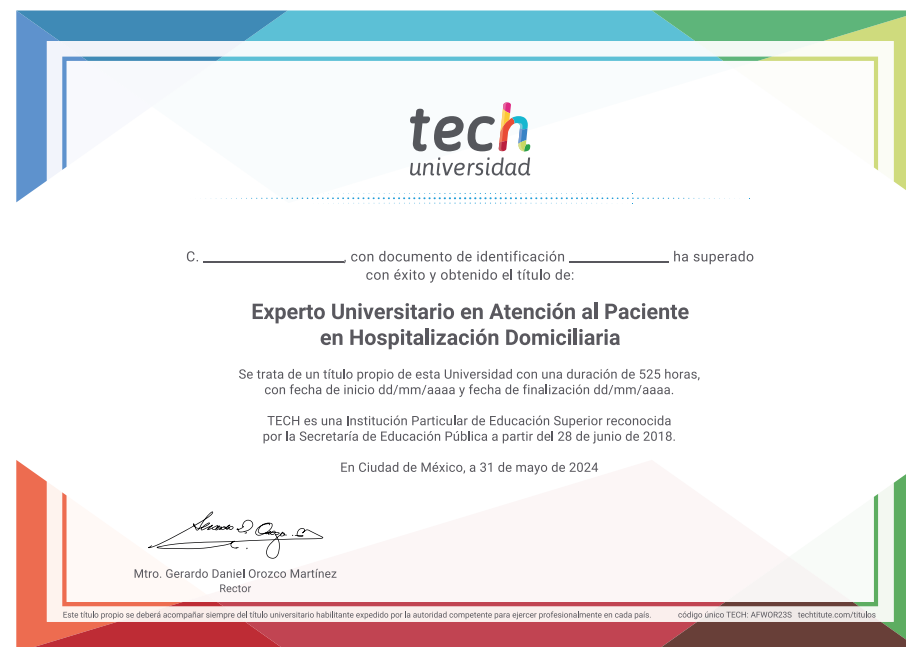 tech
universidad
C. ____________________, con documento de identificación ______________ ha superado
con éxito y obtenido el título de:
Experto Universitario en Atención al Paciente
en Hospitalización Domiciliaria
Se trata de un título propio de esta Universidad con una duración de 525 horas,
con fecha de inicio dd/mm/aaaa y fecha de finalización dd/mm/aaaa.
TECH es una Institución Particular de Educación Superior reconocida
por la Secretaría de Educación Pública a partir del 28 de junio de 2018.
En Ciudad de México, a 31 de mayo de 2024
Mtro. Gerardo Daniel Orozco Martínez
Rector
Este título propio se deberá acompañar siempre del título universitario habilitante expedido por la autoridad competente para ejercer profesionalmente en cada país. código único TECH: AFWOR23S techtitute.com/titulos